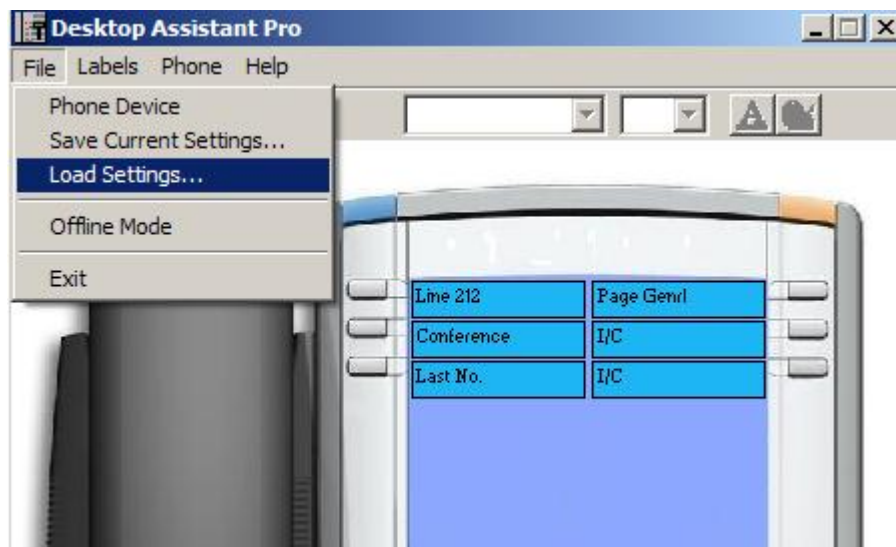 Desktop Assistant Pro
File Labels Phone Help
Phone Device
Save Current Settings...
Load Settings...
Offline Mode
Exit
Line 212 Page Genrl
Conference I/C
Last No. I/C